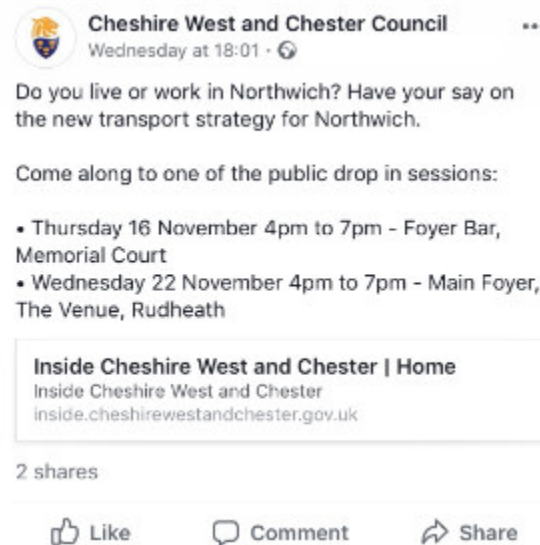 Cheshire West and Chester Council
Wednesday at 18:01 ·
Do you live or work in Northwich? Have your say on
the new transport strategy for Northwich.
Come along to one of the public drop in sessions:
• Thursday 16 November 4pm to 7pm - Foyer Bar,
Memorial Court
• Wednesday 22 November 4pm to 7pm - Main Foyer,
The Venue, Rudheath
Inside Cheshire West and Chester | Home
Inside Cheshire West and Chester
inside.cheshirewestandchester.gov.uk
2 shares
Like Comment Share